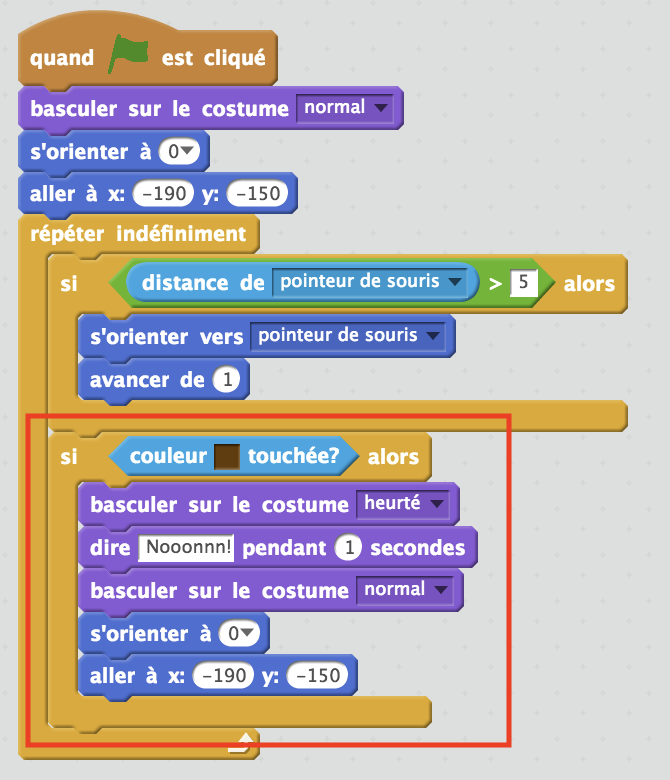 quand est cliqué
basculer sur le costume normal
s'orienter à 0
aller à x: -190 y: -150
répéter indéfiniment
si distance de pointeur de souris > 5 alors
s'orienter vers pointeur de souris
avancer de 1
si couleur touchée? alors
basculer sur le costume heurté
dire Nooonnn! pendant 1 secondes
basculer sur le costume normal
s'orienter à 0
aller à x: -190 y: -150